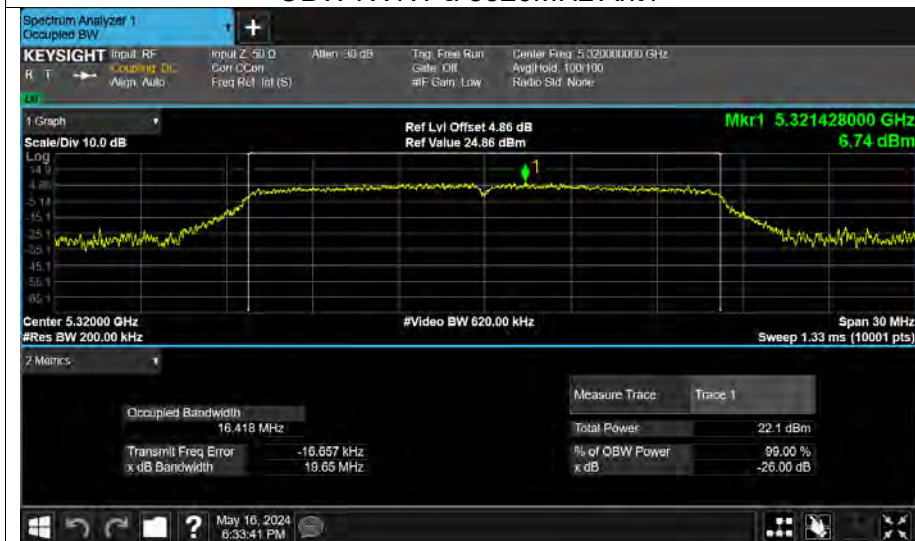 Spectrum Analyzer 1
Occupied BW
KEYSIGHT Input: RF Input Z: 50 Ω Atten: 30 dB Trig: Free Run Center Freq: 5.320000000 GHz
R T Coupling: DC Corr CCorr Gate: Off Avg|Hold: 100/100
Align: Auto Freq Ref: Int (S) #IF Gain: Low Radio Std: None
1 Graph
Ref Lvl Offset 4.86 dB Mkr1 5.321428000 GHz
Scale/Div 10.0 dB Ref Value 24.86 dBm 6.74 dBm
Log
14.9
1
4.86
-5.14
-15.1
-25.1
-35.1
-45.1
-55.1
-65.1
Center 5.32000 GHz #Video BW 620.00 kHz Span 30 MHz
#Res BW 200.00 kHz Sweep 1.33 ms (10001 pts)
2 Metrics
Measure Trace Trace 1
Occupied Bandwidth
16.418 MHz Total Power 22.1 dBm
Transmit Freq Error -16.657 kHz % of OBW Power 99.00 %
x dB Bandwidth 19.65 MHz x dB -26.00 dB
? May 16, 2024
6:33:41 PM